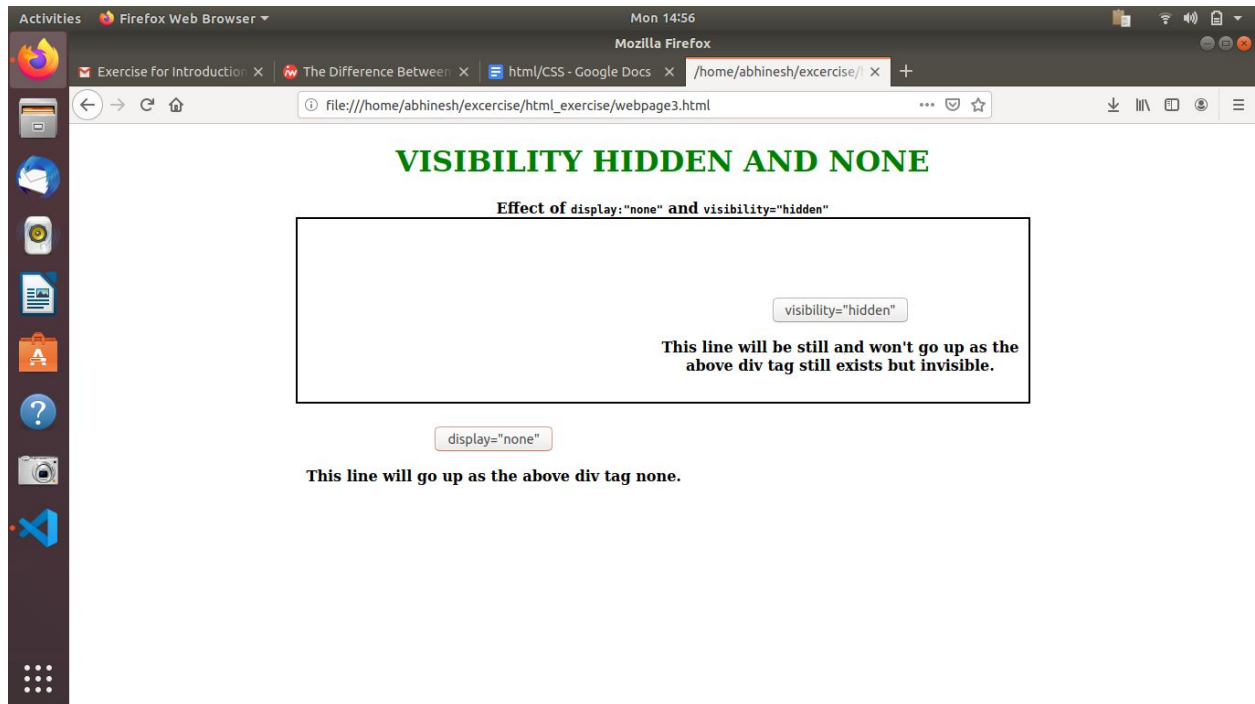 Activities Firefox Web Browser Mon 14:56
Mozilla Firefox
Exercise for Introduction The Difference Between html/CSS - Google Docs /home/abhinesh/excercise/h
file:///home/abhinesh/excercise/html_exercise/webpage3.html
VISIBILITY HIDDEN AND NONE
Effect of display:"none" and visibility="hidden"
visibility="hidden"
This line will be still and won't go up as the
above div tag still exists but invisible.
display="none"
This line will go up as the above div tag none.